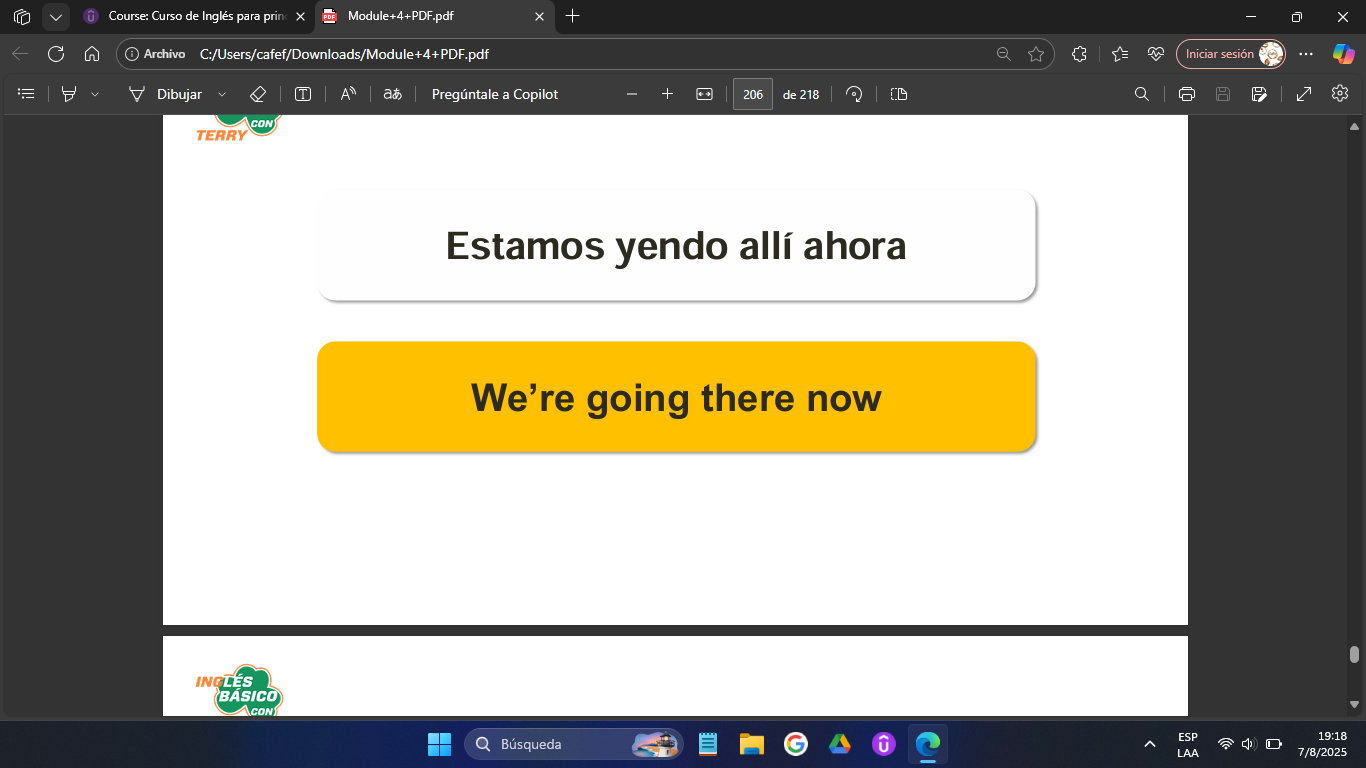 Course: Curso de Inglés para prin
Module+4+PDF.pdf
Archivo
C:/Users/cafef/Downloads/Module+4+PDF.pdf
Iniciar sesión
Dibujar
aあ
Pregúntale a Copilot
206
de 218
CON
TERRY
Estamos yendo allí ahora
We're going there now
INGLÉS
BÁSICO
CON
Búsqueda
ESP
LAA
19:18
7/8/2025